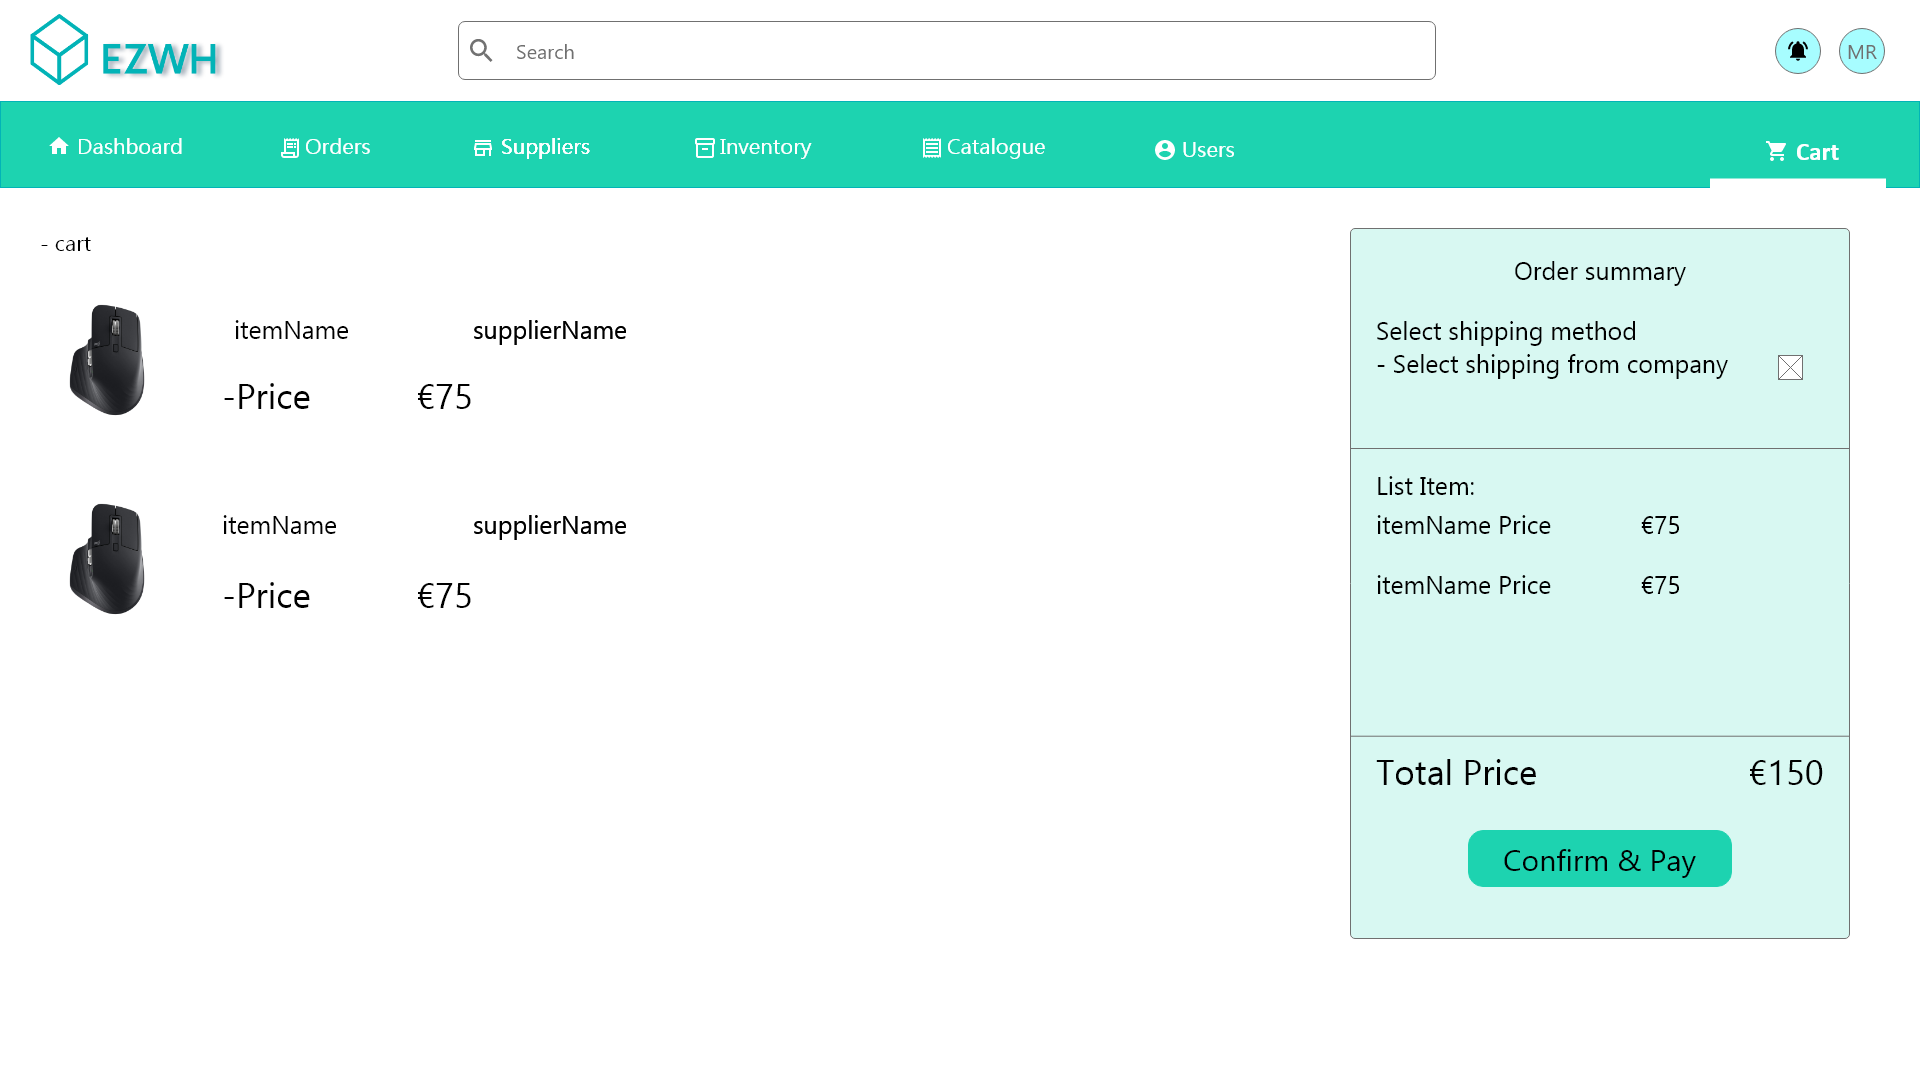 EZWH
Search
MR
Dashboard
Orders
Suppliers
Inventory
Catalogue
Users
Cart
- cart
itemName
supplierName
-Price
€75
itemName
supplierName
-Price
€75
Order summary
Select shipping method
- Select shipping from company
List Item:
itemName Price
€75
itemName Price
€75
Total Price
€150
Confirm & Pay